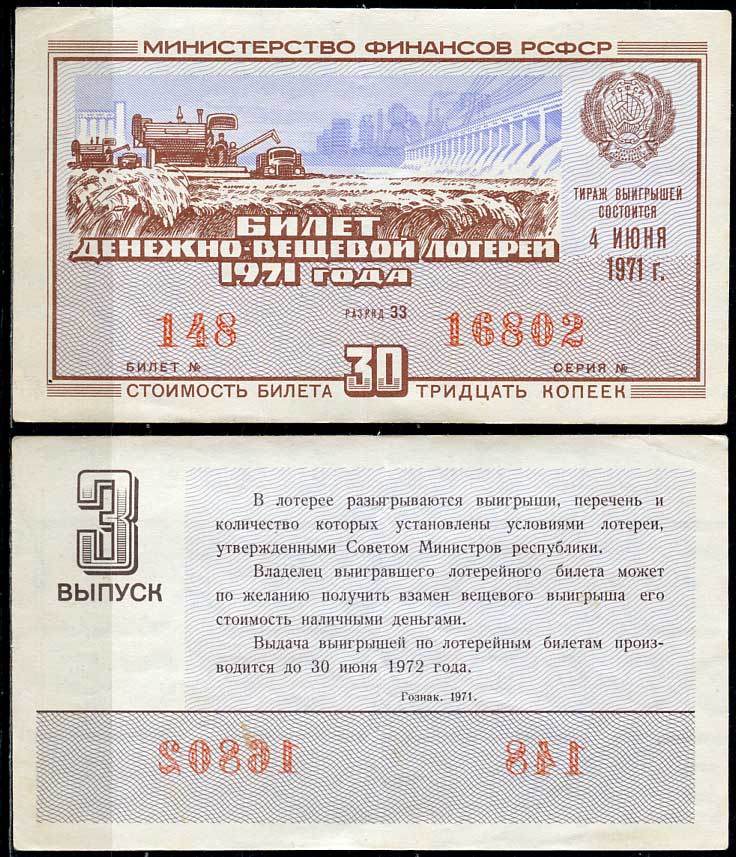 МИНИСТЕРСТВО ФИНАНСОВ РСФСР
РСФСР
ТИРАЖ ВЫИГРЫШЕЙ
СОСТОИТСЯ
4 ИЮНЯ
1971 г.
БИЛЕТ
ДЕНЕЖНО-ВЕЩЕВОЙ ЛОТЕРЕИ
1971 ГОДА
РАЗРЯД 33
148 16802
БИЛЕТ № СЕРИЯ №
СТОИМОСТЬ БИЛЕТА 30 ТРИДЦАТЬ КОПЕЕК
3
ВЫПУСК
В лотерее разыгрываются выигрыши, перечень и
количество которых установлены условиями лотереи,
утвержденными Советом Министров республики.
Владелец выигравшего лотерейного билета может
по желанию получить взамен вещевого выигрыша его
стоимость наличными деньгами.
Выдача выигрышей по лотерейным билетам произ-
водится до 30 июня 1972 года.
Гознак. 1971.
16802 148